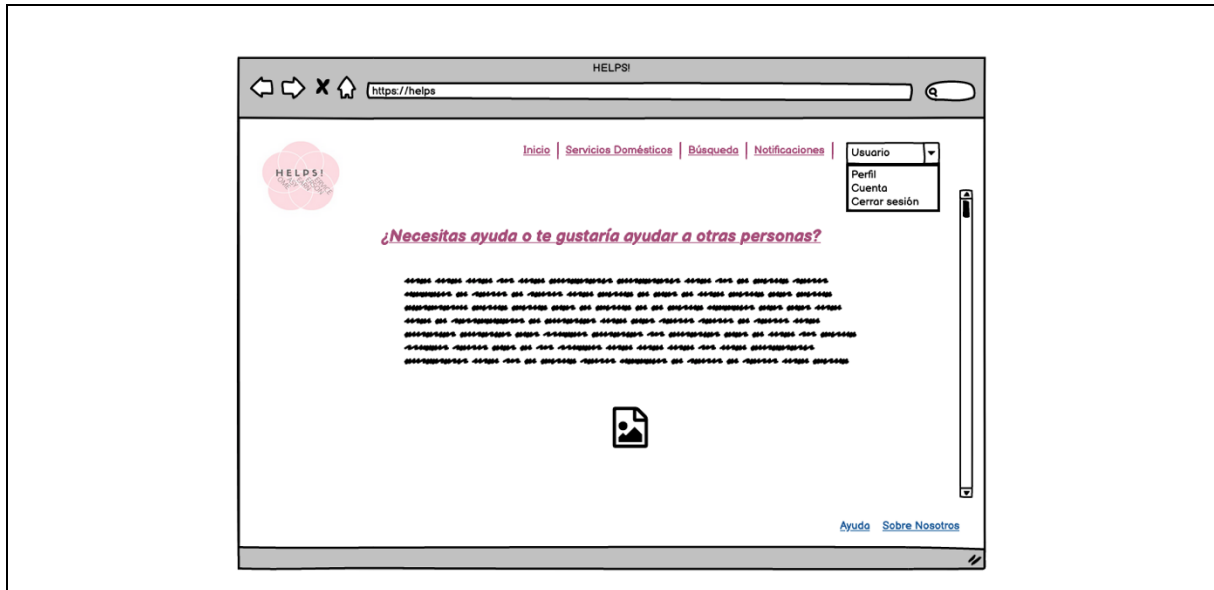 HELPS!
https://helps
HELPS!
Inicio | Servicios Domésticos | Búsqueda | Notificaciones |
Usuario
Perfil
Cuenta
Cerrar sesión
¿Necesitas ayuda o te gustaría ayudar a otras personas?
Ayuda Sobre Nosotros